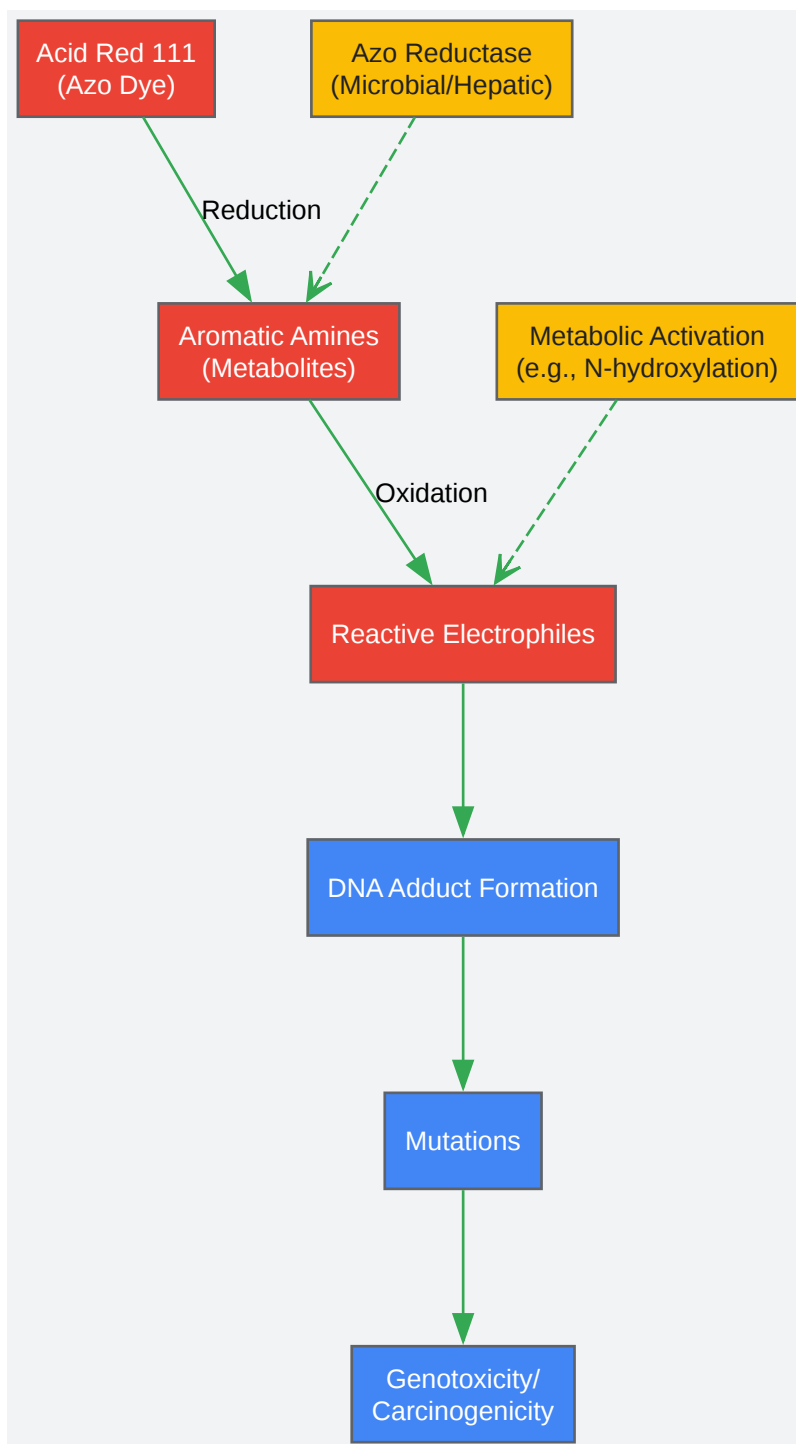 Acid Red 111
(Azo Dye)
Azo Reductase
(Microbial/Hepatic)
Reduction
Aromatic Amines
(Metabolites)
Metabolic Activation
(e.g., N-hydroxylation)
Oxidation
Reactive Electrophiles
DNA Adduct Formation
Mutations
Genotoxicity/
Carcinogenicity